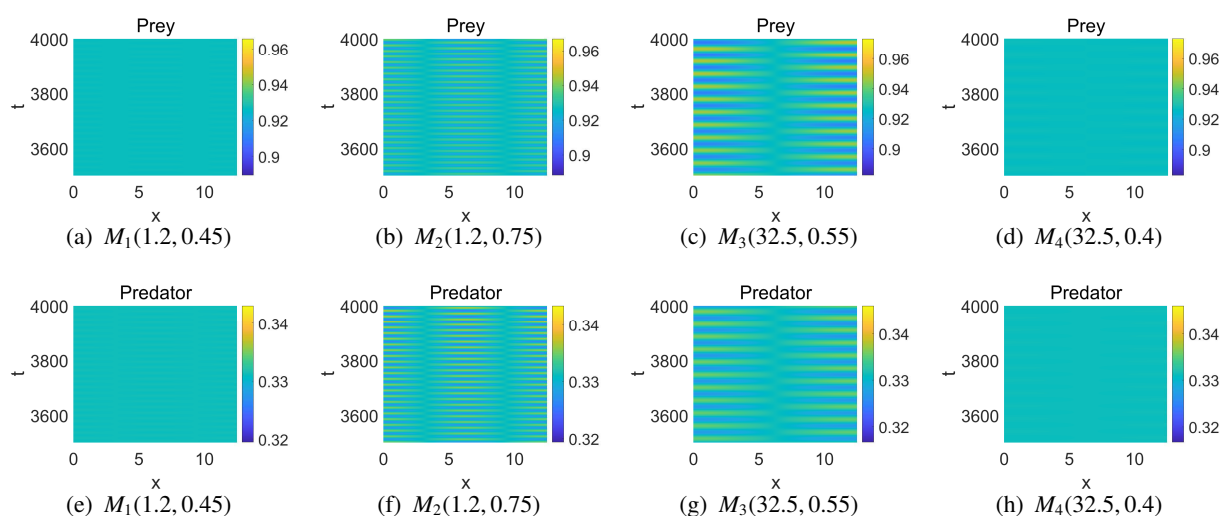 Prey
4000
3800
3600
t
0
5
10
x
0.96
0.94
0.92
0.9
(a) M₁(1.2, 0.45)
Prey
4000
3800
3600
t
0
5
10
x
0.96
0.94
0.92
0.9
(b) M₂(1.2, 0.75)
Prey
4000
3800
3600
t
0
5
10
x
0.96
0.94
0.92
0.9
(c) M₃(32.5, 0.55)
Prey
4000
3800
3600
t
0
5
10
x
0.96
0.94
0.92
0.9
(d) M₄(32.5, 0.4)
Predator
4000
3800
3600
t
0
5
10
x
0.34
0.33
0.32
(e) M₁(1.2, 0.45)
Predator
4000
3800
3600
t
0
5
10
x
0.34
0.33
0.32
(f) M₂(1.2, 0.75)
Predator
4000
3800
3600
t
0
5
10
x
0.34
0.33
0.32
(g) M₃(32.5, 0.55)
Predator
4000
3800
3600
t
0
5
10
x
0.34
0.33
0.32
(h) M₄(32.5, 0.4)